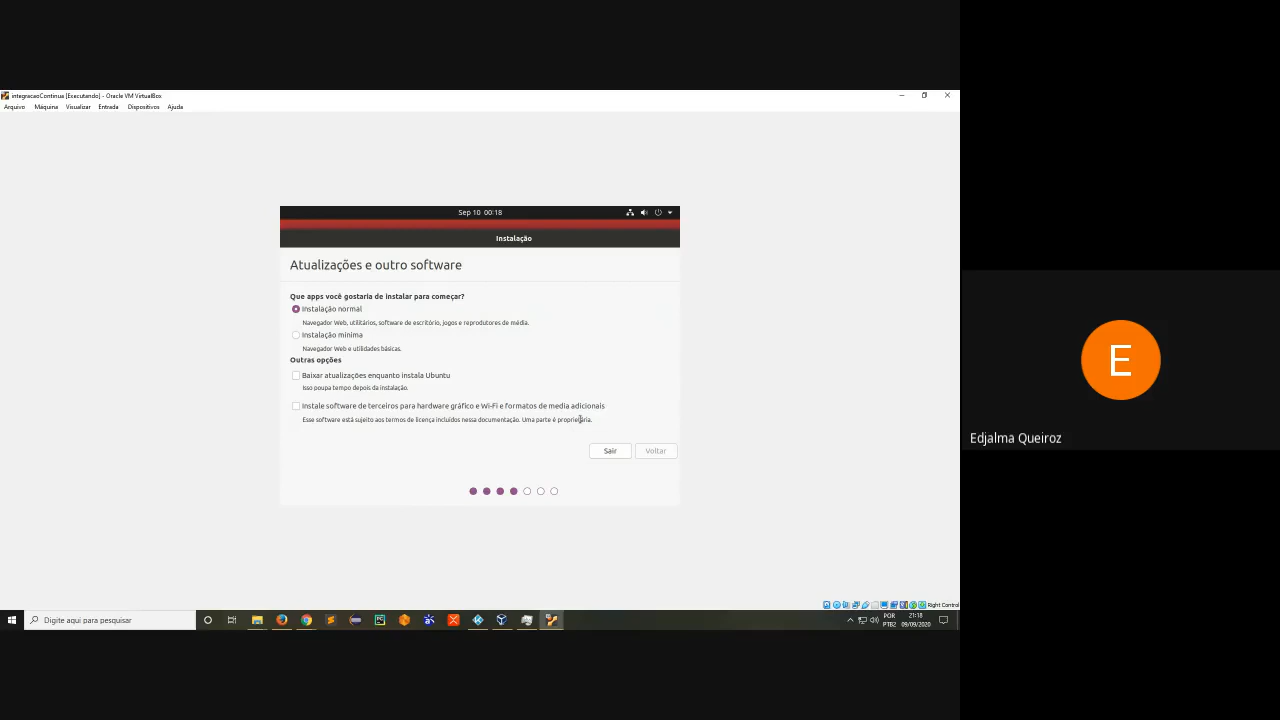 integracaoContinua [Executando] - Oracle VM VirtualBox
Arquivo Máquina Visualizar Entrada Dispositivos Ajuda
Sep 10 00:18
Instalação
Atualizações e outro software
Que apps você gostaria de instalar para começar?
Instalação normal
Navegador Web, utilitários, software de escritório, jogos e reprodutores de média.
Instalação mínima
Navegador Web e utilidades básicas.
Outras opções
Baixar atualizações enquanto instala Ubuntu
Isso poupa tempo depois da instalação.
Instale software de terceiros para hardware gráfico e Wi-Fi e formatos de media adicionais
Esse software está sujeito aos termos de licença incluídos nessa documentação. Uma parte é proprietária.
Sair Voltar
Right Control
Digite aqui para pesquisar
POR
PTB2
21:18
09/09/2020
E
Edjalma Queiroz